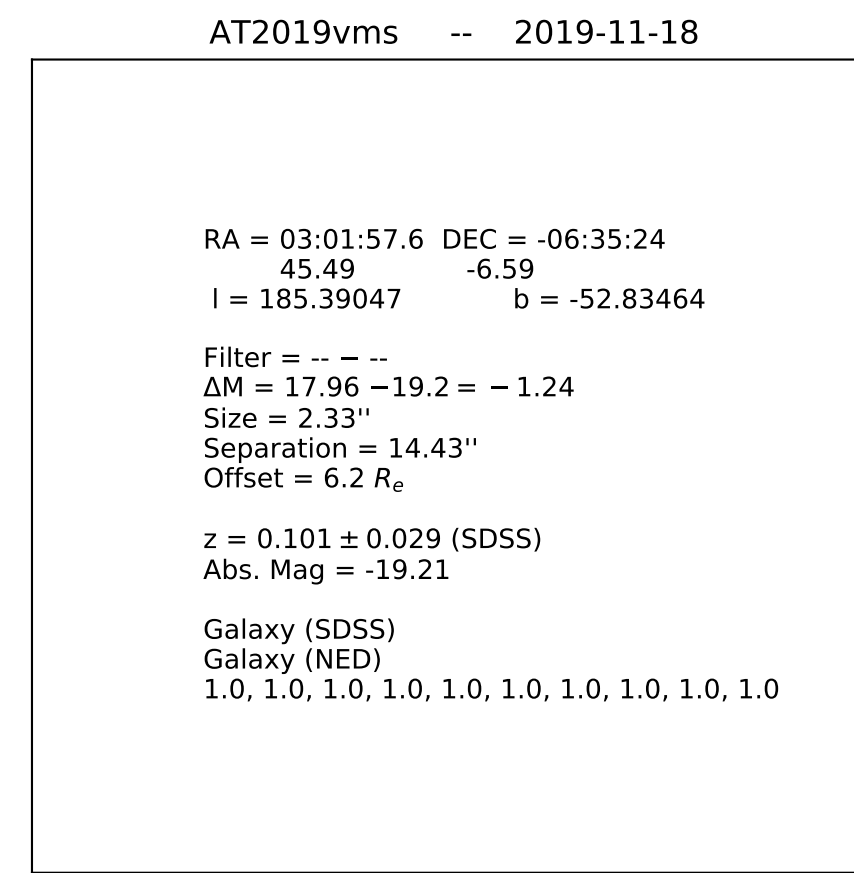 AT2019vms -- 2019-11-18
RA = 03:01:57.6 DEC = -06:35:24
45.49 -6.59
l = 185.39047 b = -52.83464
Filter = -- − --
ΔM = 17.96 −19.2 = − 1.24
Size = 2.33''
Separation = 14.43''
Offset = 6.2 Re
z = 0.101 ± 0.029 (SDSS)
Abs. Mag = -19.21
Galaxy (SDSS)
Galaxy (NED)
1.0, 1.0, 1.0, 1.0, 1.0, 1.0, 1.0, 1.0, 1.0, 1.0